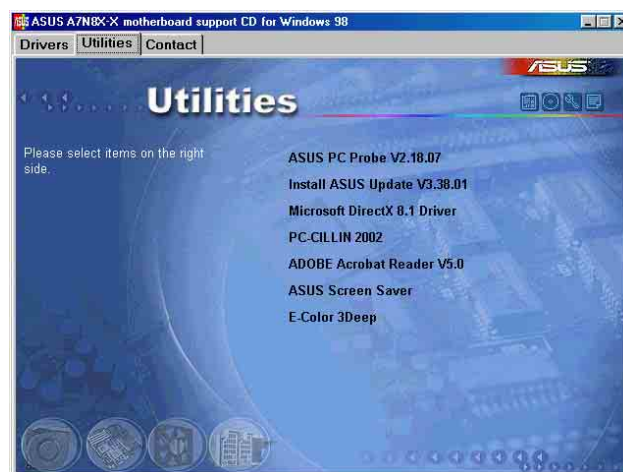 ASUS A7N8X-X motherboard support CD for Windows 98
Drivers Utilities Contact
ASUS
Utilities
Please select items on the right
side.
ASUS PC Probe V2.18.07
Install ASUS Update V3.38.01
Microsoft DirectX 8.1 Driver
PC-CILLIN 2002
ADOBE Acrobat Reader V5.0
ASUS Screen Saver
E-Color 3Deep